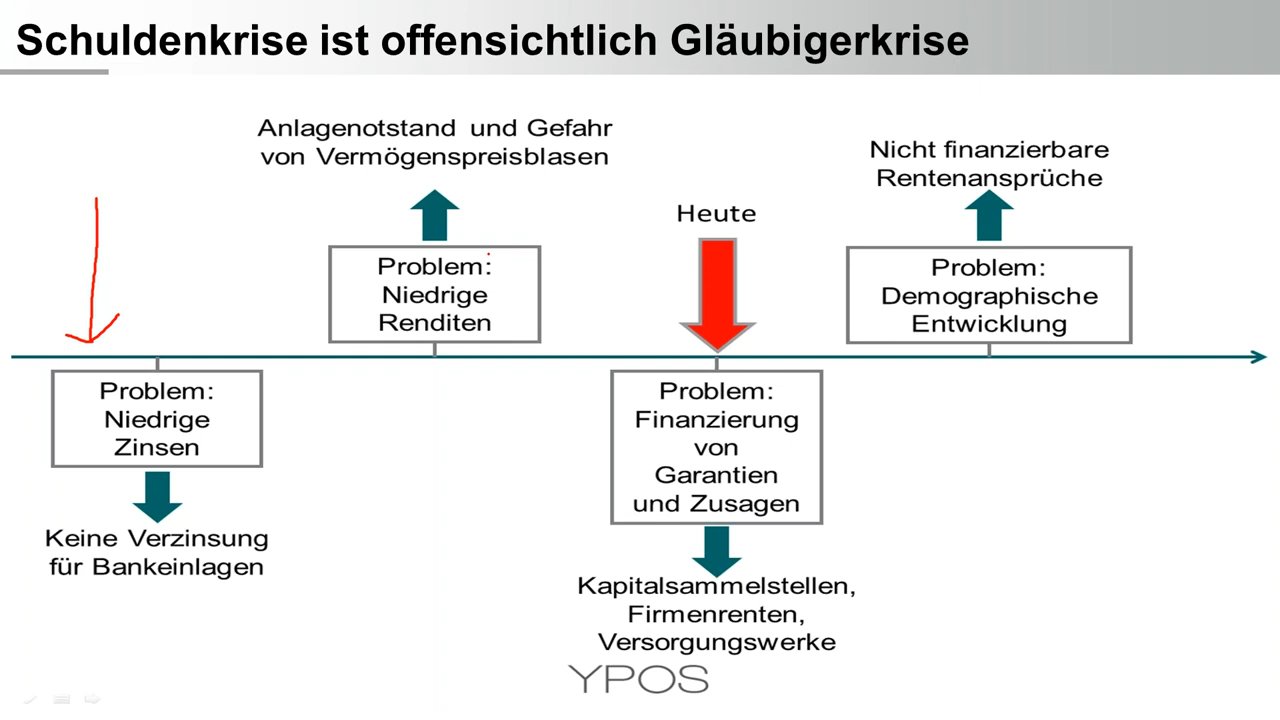 Schuldenkrise ist offensichtlich Gläubigerkrise
Anlagenotstand und Gefahr
von Vermögenspreisblasen
Nicht finanzierbare
Rentenansprüche
Heute
Problem:
Niedrige
Renditen
Problem:
Demographische
Entwicklung
Problem:
Niedrige
Zinsen
Problem:
Finanzierung
von
Garantien
und Zusagen
Keine Verzinsung
für Bankeinlagen
Kapitalsammelstellen,
Firmenrenten,
Versorgungswerke
YPOS